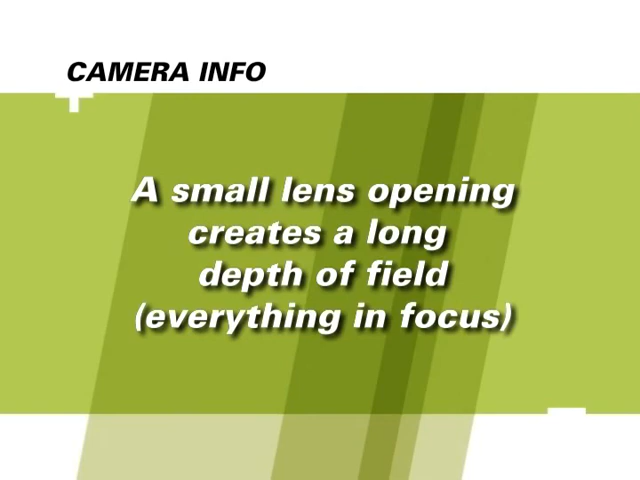 CAMERA INFO
A small lens opening
creates a long
depth of field
(everything in focus)